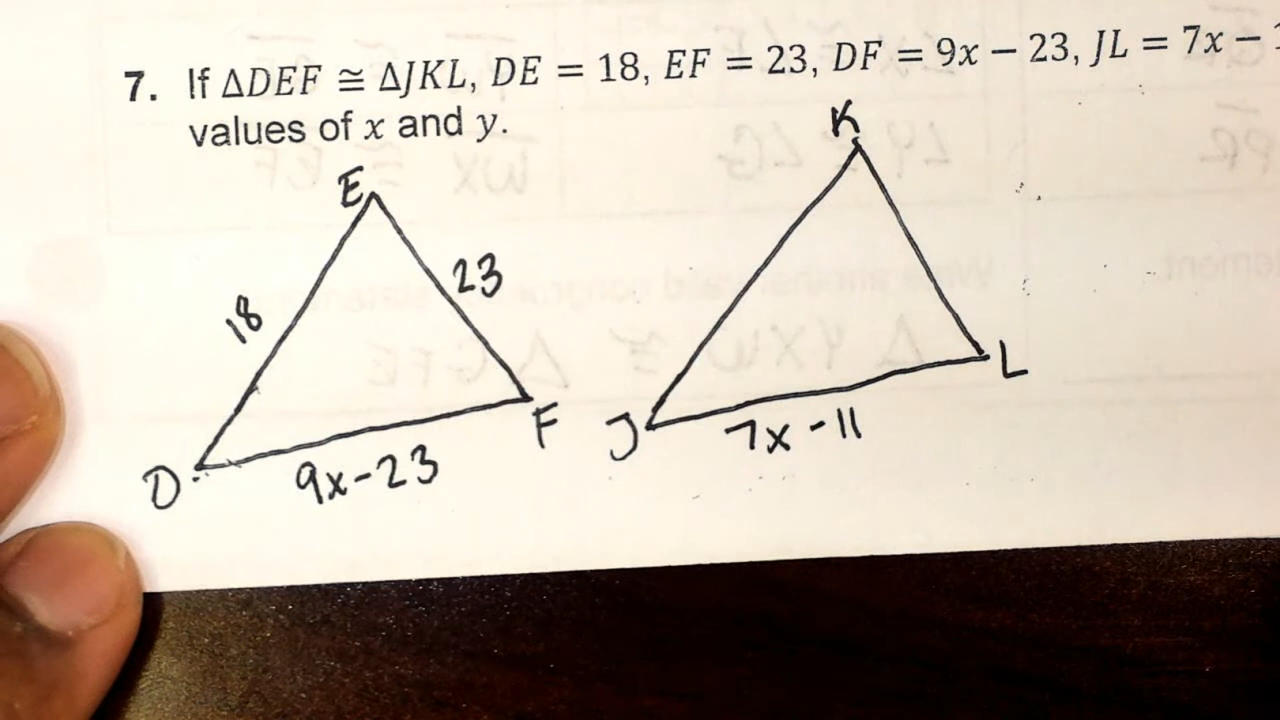 7. If ΔDEF ≅ ΔJKL, DE = 18, EF = 23, DF = 9x − 23, JL = 7x −
values of x and y.
K
E
23
18
L
F
J
7x - 11
D
9x - 23